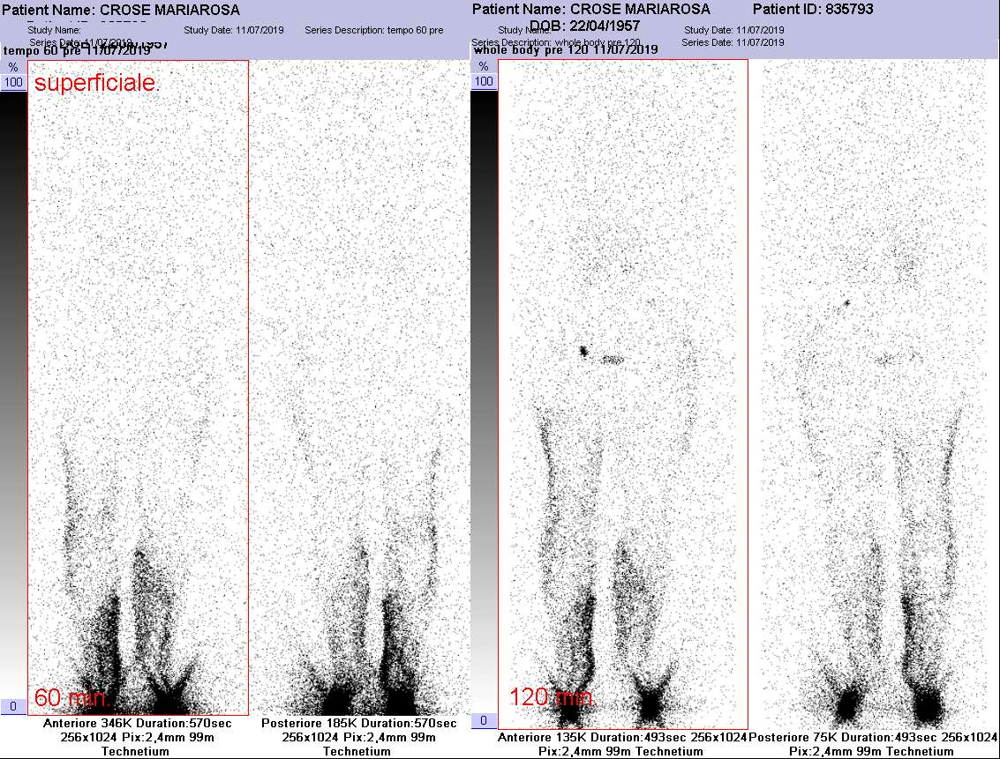 Patient Name: CROSE MARIAROSA
Study Name:
Study Date: 11/07/2019
Series Description: tempo 60 pre
Series Date: 11/07/2019
tempo 60 pre 11/07/2019
%
100
superficiale.
60 min.
0
Anteriore 346K Duration:570sec
256x1024 Pix:2,4mm 99m
Technetium
Posteriore 185K Duration:570sec
256x1024 Pix:2,4mm 99m
Technetium
Patient Name: CROSE MARIAROSA
Patient ID: 835793
DOB: 22/04/1957
Study Name:
Study Date: 11/07/2019
Series Description: whole body pre 120
Series Date: 11/07/2019
whole body pre 120 11/07/2019
%
100
120 min.
0
Anteriore 135K Duration:493sec 256x1024
Pix:2,4mm 99m Technetium
Posteriore 75K Duration:493sec 256x1024
Pix:2,4mm 99m Technetium